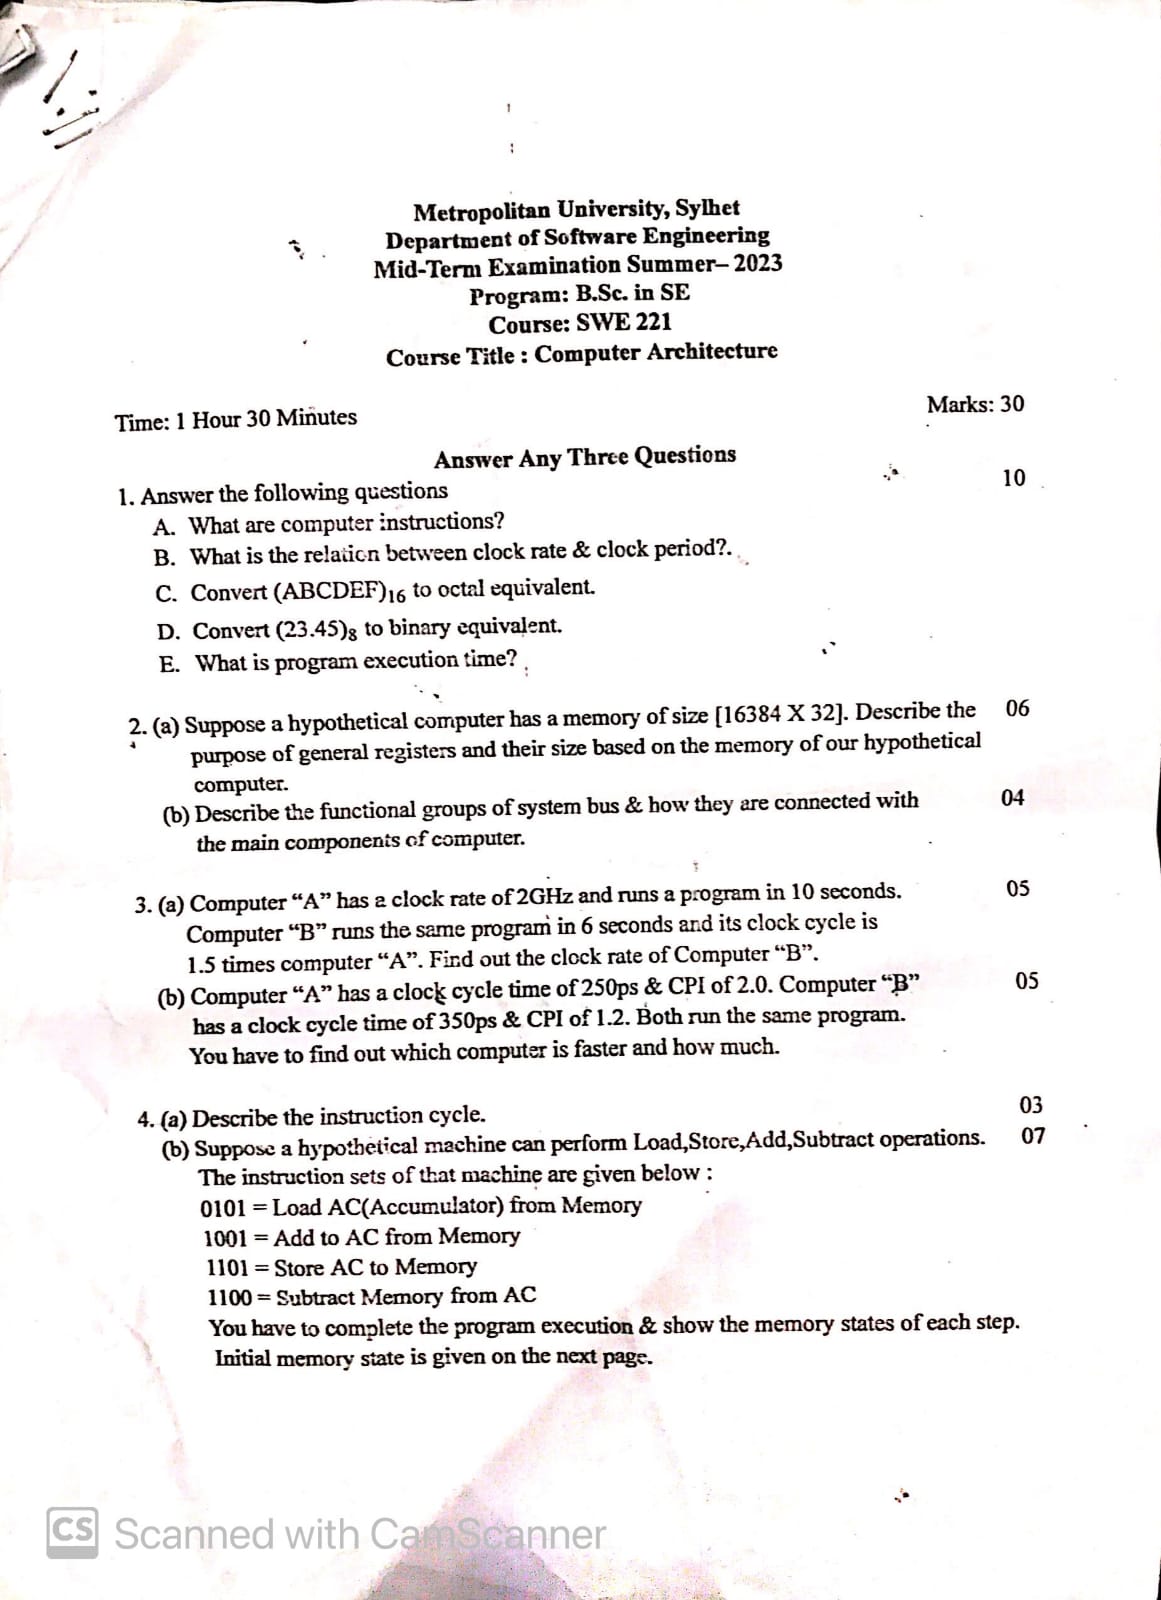 Metropolitan University, Sylhet
Department of Software Engineering
Mid-Term Examination Summer– 2023
Program: B.Sc. in SE
Course: SWE 221
Course Title : Computer Architecture
Time: 1 Hour 30 Minutes
Marks: 30
Answer Any Three Questions
1. Answer the following questions 10
A. What are computer instructions?
B. What is the relation between clock rate & clock period?.
C. Convert (ABCDEF)16 to octal equivalent.
D. Convert (23.45)8 to binary equivalent.
E. What is program execution time?
2. (a) Suppose a hypothetical computer has a memory of size [16384 X 32]. Describe the 06
purpose of general registers and their size based on the memory of our hypothetical
computer.
(b) Describe the functional groups of system bus & how they are connected with 04
the main components of computer.
3. (a) Computer “A” has a clock rate of 2GHz and runs a program in 10 seconds. 05
Computer “B” runs the same program in 6 seconds and its clock cycle is
1.5 times computer “A”. Find out the clock rate of Computer “B”.
(b) Computer “A” has a clock cycle time of 250ps & CPI of 2.0. Computer “B” 05
has a clock cycle time of 350ps & CPI of 1.2. Both run the same program.
You have to find out which computer is faster and how much.
4. (a) Describe the instruction cycle. 03
(b) Suppose a hypothetical machine can perform Load,Store,Add,Subtract operations. 07
The instruction sets of that machine are given below :
0101 = Load AC(Accumulator) from Memory
1001 = Add to AC from Memory
1101 = Store AC to Memory
1100 = Subtract Memory from AC
You have to complete the program execution & show the memory states of each step.
Initial memory state is given on the next page.
CS Scanned with CamScanner